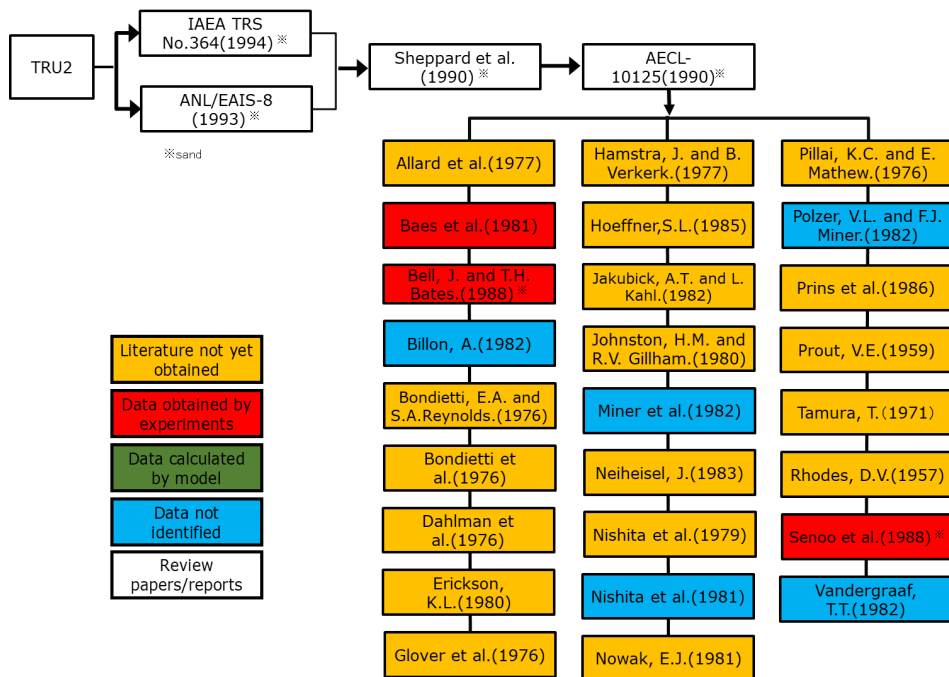 TRU2
IAEA TRS
No.364(1994) ※
ANL/EAIS-8
(1993) ※
※sand
Sheppard et al.
(1990) ※
AECL-
10125(1990)※
Allard et al.(1977)
Baes et al.(1981)
Bell, J. and T.H.
Bates.(1988)※
Billon, A.(1982)
Bondietti, E.A. and
S.A.Reynolds.(1976)
Bondietti et
al.(1976)
Dahlman et
al.(1976)
Erickson,
K.L.(1980)
Glover et al.(1976)
Hamstra, J. and B.
Verkerk.(1977)
Hoeffner,S.L.(1985)
Jakubick, A.T. and L.
Kahl.(1982)
Johnston, H.M. and
R.V. Gillham.(1980)
Miner et al.(1982)
Neiheisel, J.(1983)
Nishita et al.(1979)
Nishita et al.(1981)
Nowak, E.J.(1981)
Pillai, K.C. and E.
Mathew.(1976)
Polzer, V.L. and F.J.
Miner.(1982)
Prins et al.(1986)
Prout, V.E.(1959)
Tamura, T.(1971)
Rhodes, D.V.(1957)
Senoo et al.(1988)※
Vandergraaf,
T.T.(1982)
Literature not yet
obtained
Data obtained by
experiments
Data calculated
by model
Data not
identified
Review
papers/reports